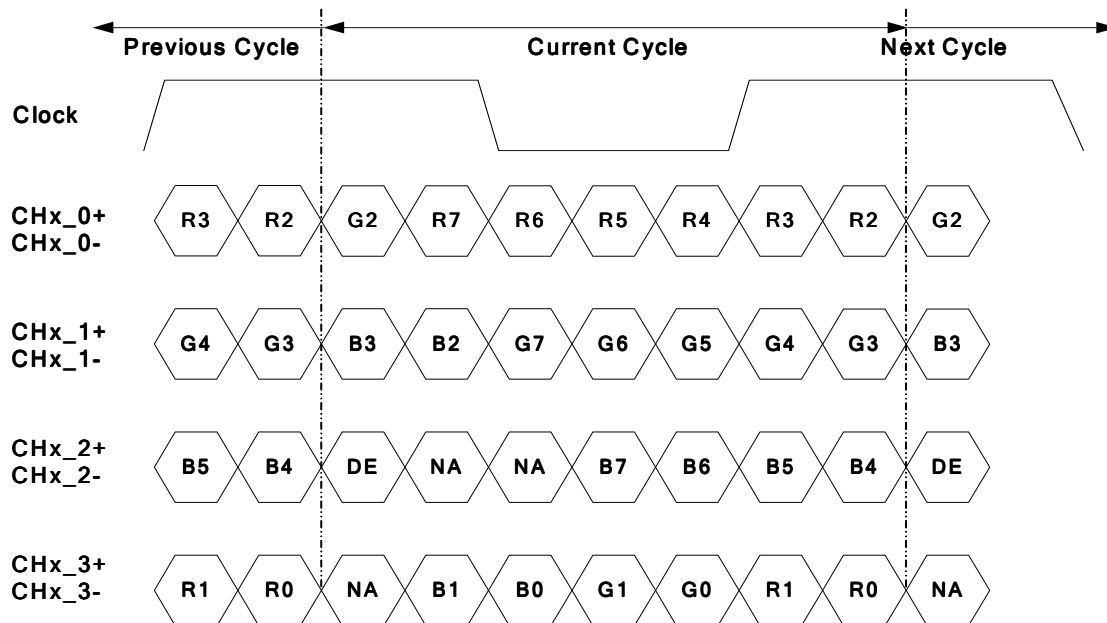 Previous Cycle Current Cycle Next Cycle
Clock
CHx_0+
CHx_0-
R3 R2 G2 R7 R6 R5 R4 R3 R2 G2
CHx_1+
CHx_1-
G4 G3 B3 B2 G7 G6 G5 G4 G3 B3
CHx_2+
CHx_2-
B5 B4 DE NA NA B7 B6 B5 B4 DE
CHx_3+
CHx_3-
R1 R0 NA B1 B0 G1 G0 R1 R0 NA